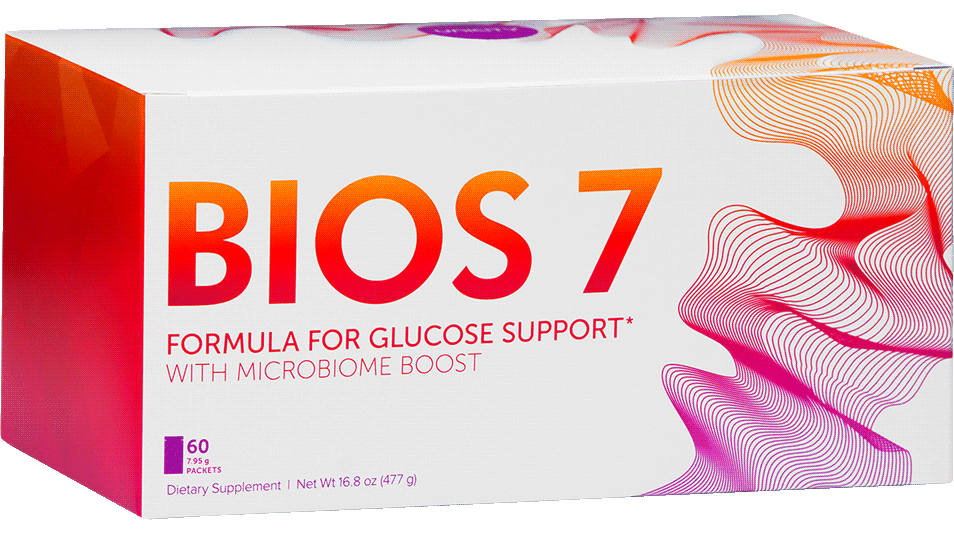 BIOS 7
FORMULA FOR GLUCOSE SUPPORT*
WITH MICROBIOME BOOST
60
7.95 g
PACKETS
Dietary Supplement | Net Wt 16.8 oz (477 g)